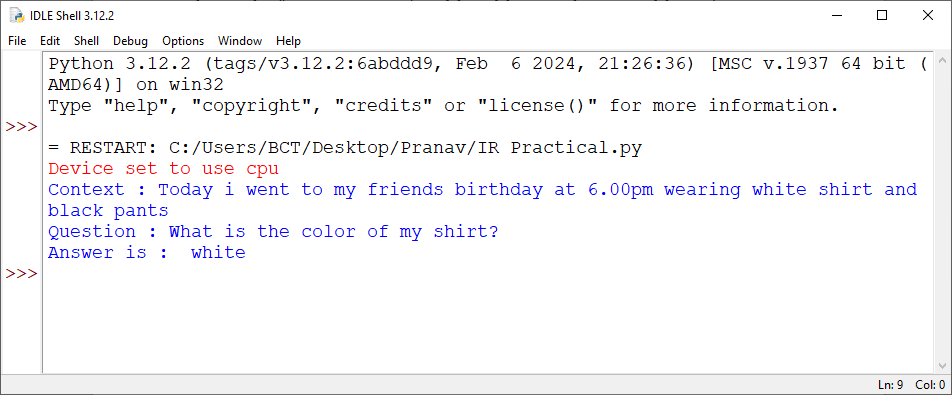 IDLE Shell 3.12.2
File Edit Shell Debug Options Window Help
Python 3.12.2 (tags/v3.12.2:6abddd9, Feb  6 2024, 21:26:36) [MSC v.1937 64 bit (
AMD64)] on win32
Type "help", "copyright", "credits" or "license()" for more information.
>>>
= RESTART: C:/Users/BCT/Desktop/Pranav/IR Practical.py
Device set to use cpu
Context : Today i went to my friends birthday at 6.00pm wearing white shirt and
black pants
Question : What is the color of my shirt?
Answer is :  white
>>>
Ln: 9 Col: 0